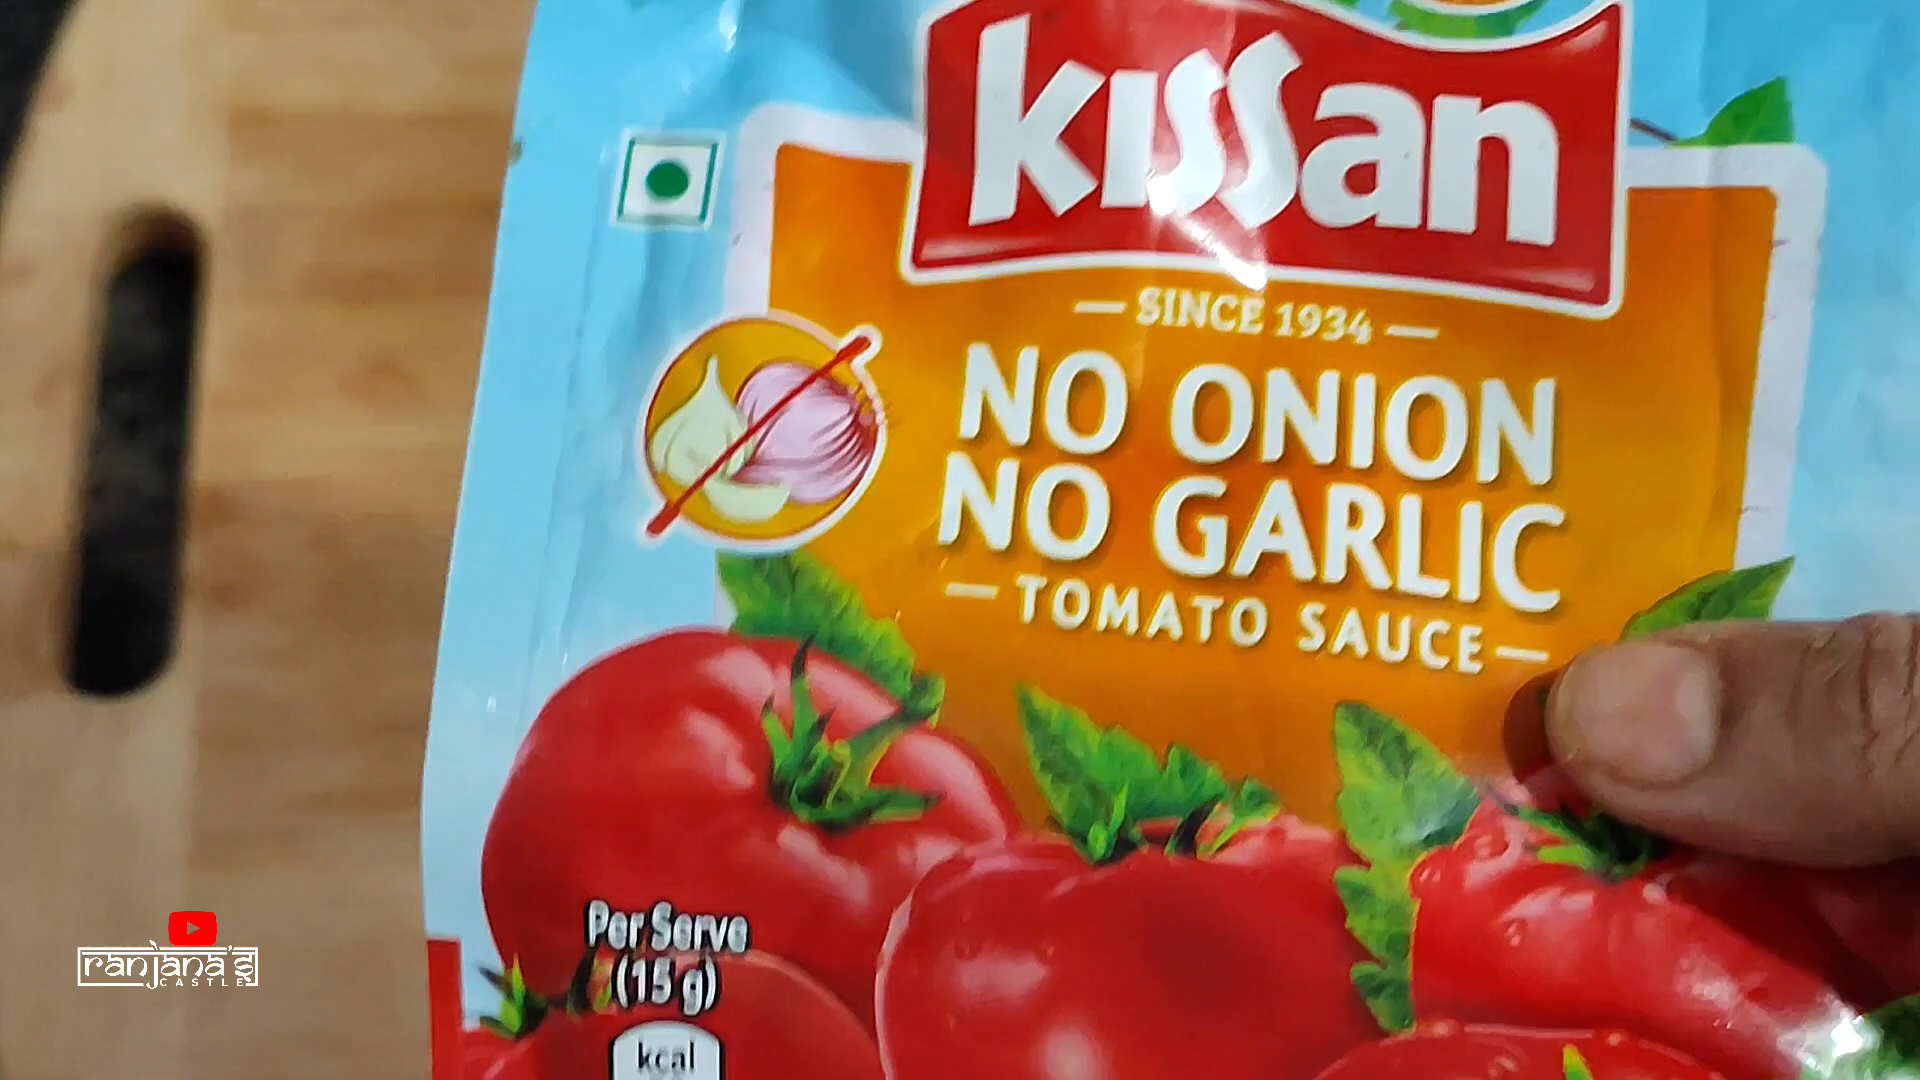 kissan
— SINCE 1934 —
NO ONION
NO GARLIC
— TOMATO SAUCE —
Per Serve
(15 g)
kcal
ranjana's
CASTLE